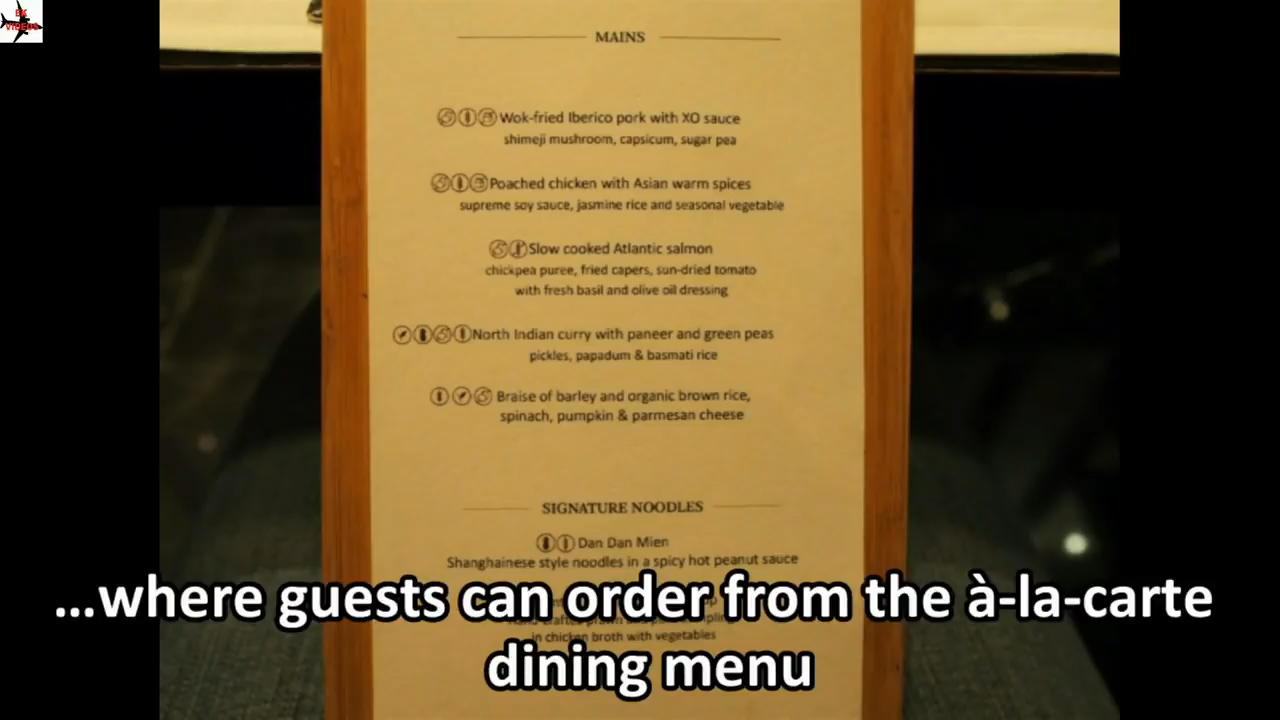 EK
VIDEOS
MAINS
Wok-fried Iberico pork with XO sauce
shimeji mushroom, capsicum, sugar pea
Poached chicken with Asian warm spices
supreme soy sauce, jasmine rice and seasonal vegetable
Slow cooked Atlantic salmon
chickpea puree, fried capers, sun-dried tomato
with fresh basil and olive oil dressing
North Indian curry with paneer and green peas
pickles, papadum & basmati rice
Braise of barley and organic brown rice,
spinach, pumpkin & parmesan cheese
SIGNATURE NOODLES
Dan Dan Mien
Shanghainese style noodles in a spicy hot peanut sauce
in chicken broth with vegetables
...where guests can order from the à-la-carte
dining menu